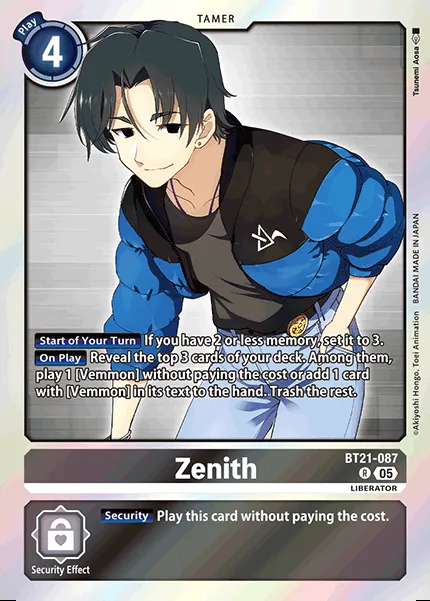 TAMER
Play
4
Tsunemi Aosa
Start of Your Turn If you have 2 or less memory, set it to 3.
On Play Reveal the top 3 cards of your deck. Among them,
play 1 [Vemmon] without paying the cost or add 1 card
with [Vemmon] in its text to the hand. Trash the rest.
©Akiyoshi Hongo, Toei Animation BANDAI MADE IN JAPAN
Zenith
BT21-087
R 05
LIBERATOR
Security Play this card without paying the cost.
Security Effect